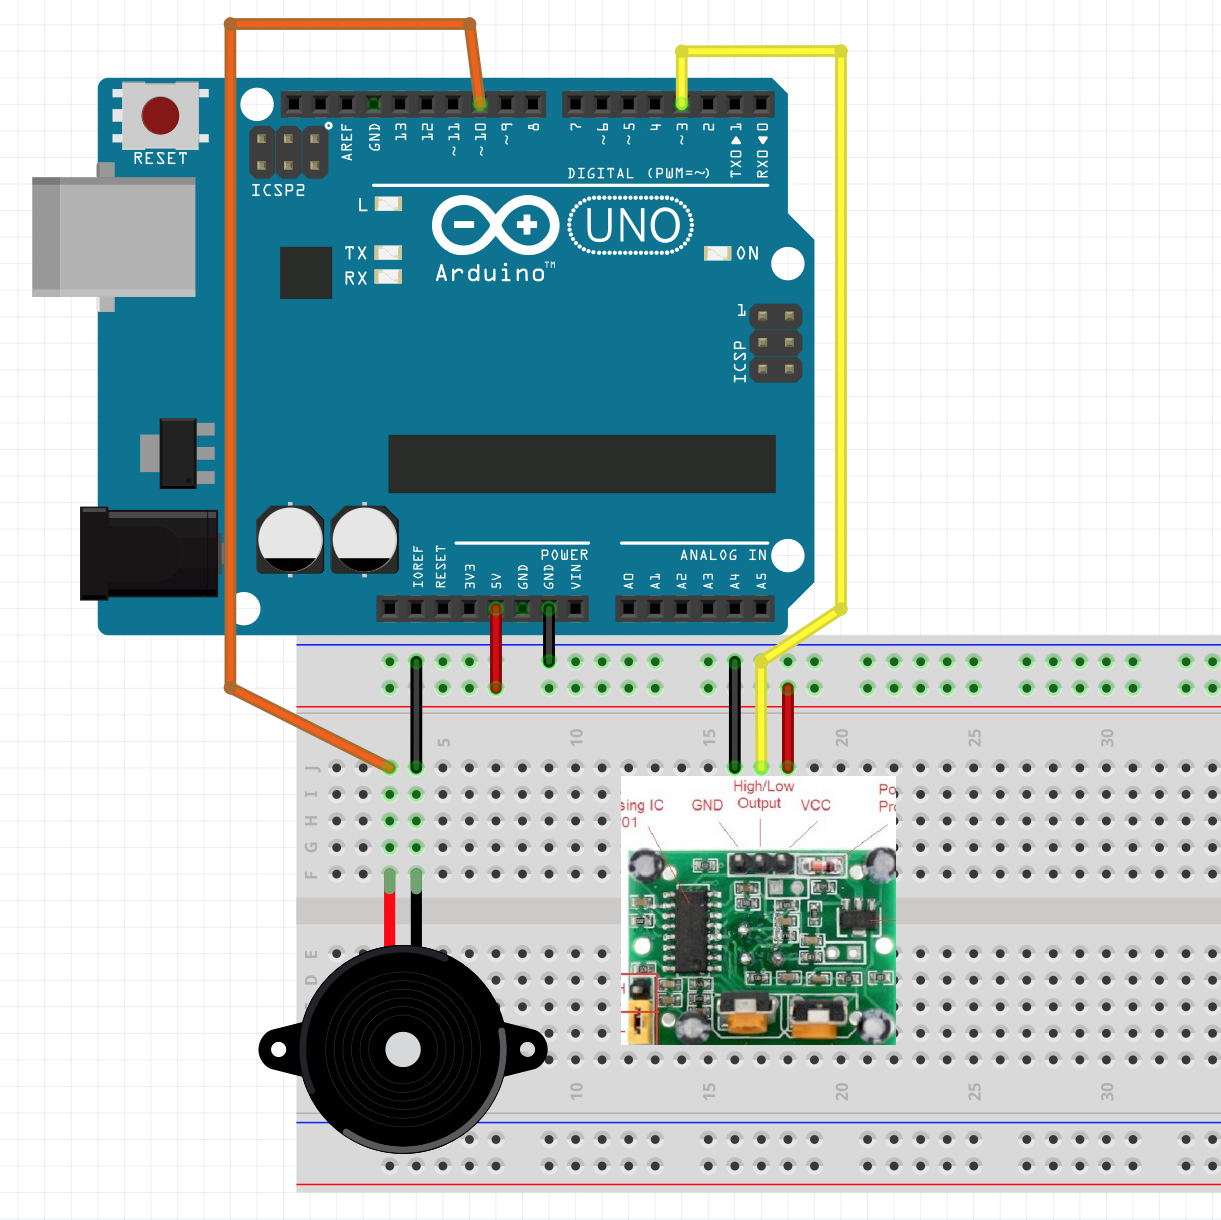 RESET
ICSP2
AREF
GND
13
12
~11
~10
~9
8
7
~6
~5
4
~3
2
TX0▶1
RX0◀0
DIGITAL (PWM=~)
L
TX
RX
Arduino™
UNO
ON
1
ICSP
IOREF
RESET
3V3
5V
GND
GND
VIN
POWER
A0
A1
A2
A3
A4
A5
ANALOG IN
5
10
15
20
25
30
J
I
H
G
F
E
D
sing IC
01
GND
High/Low
Output
VCC
Po
Pro
H
10
15
20
25
30